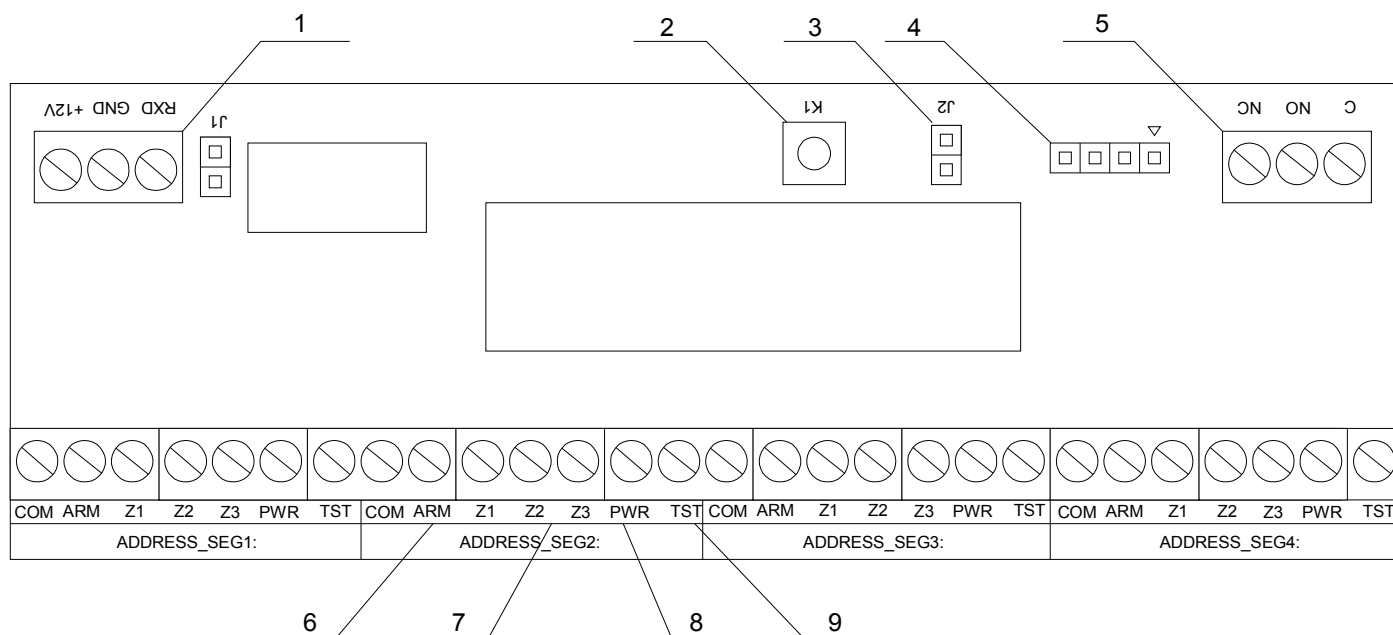 1
2
3
4
5
+12V GND RXD
J1
K1
J2
NC NO C
COM ARM Z1 Z2 Z3 PWR TST COM ARM Z1 Z2 Z3 PWR TST COM ARM Z1 Z2 Z3 PWR TST COM ARM Z1 Z2 Z3 PWR TST
ADDRESS_SEG1: ADDRESS_SEG2: ADDRESS_SEG3: ADDRESS_SEG4:
6
7
8
9